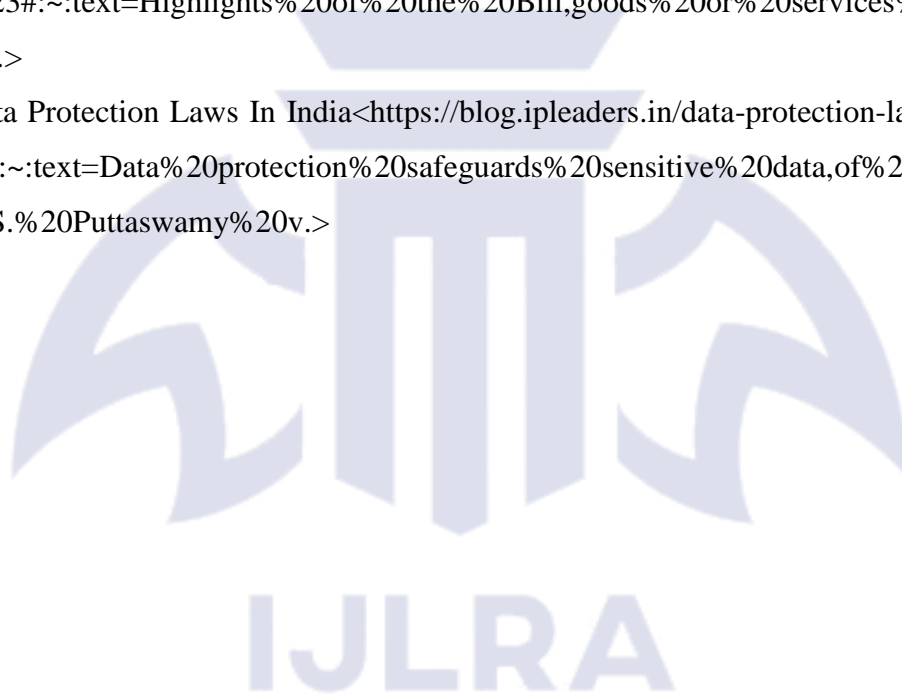 23#:~:text=Highlights%20of%20the%20Bill,goods%20or%20services%
.>
ta Protection Laws In India<https://blog.ipleaders.in/data-protection-la
:~:text=Data%20protection%20safeguards%20sensitive%20data,of%2
S.%20Puttaswamy%20v.>
IJLRA